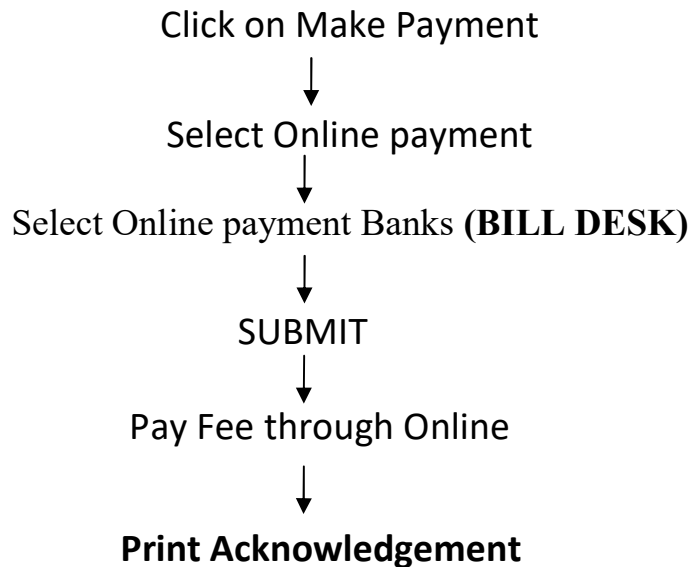 Click on Make Payment
Select Online payment
Select Online payment Banks (BILL DESK)
SUBMIT
Pay Fee through Online
Print Acknowledgement